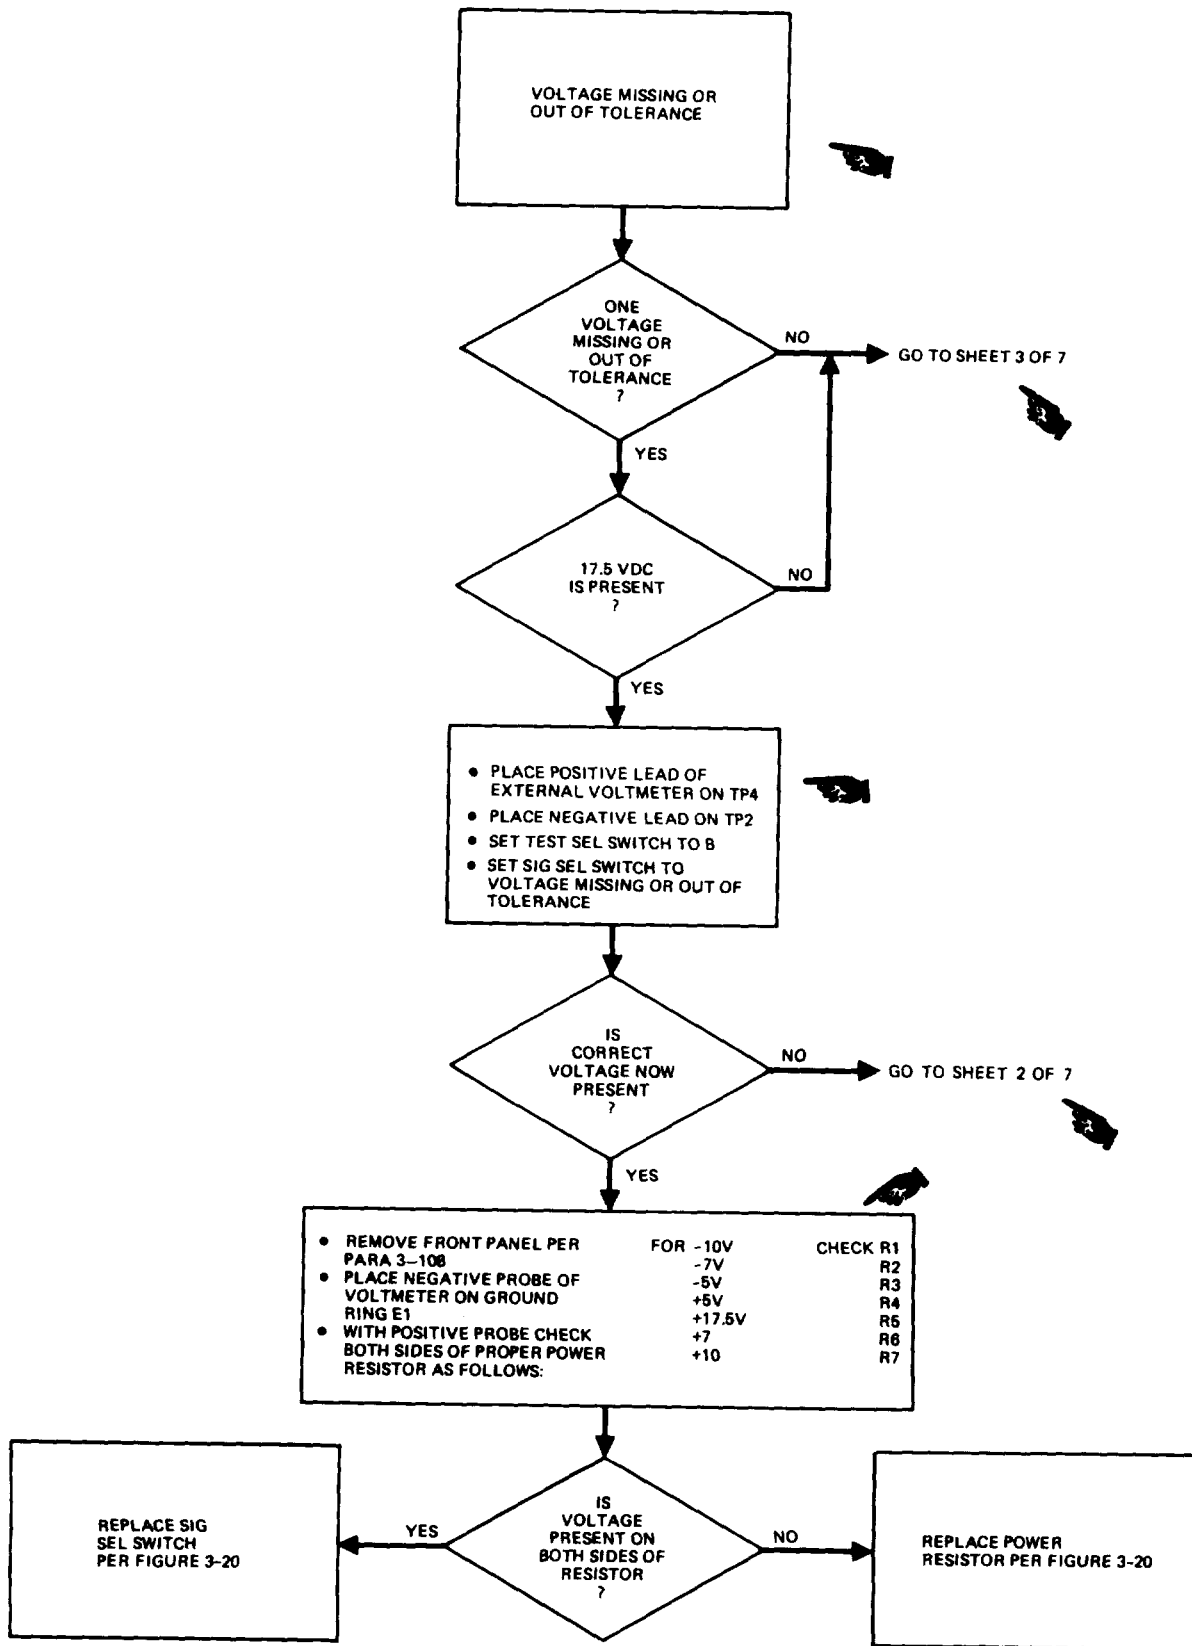 VOLTAGE MISSING OR
OUT OF TOLERANCE
ONE
VOLTAGE
MISSING OR
OUT OF
TOLERANCE
?
NO
GO TO SHEET 3 OF 7
YES
17.5 VDC
IS PRESENT
?
NO
YES
• PLACE POSITIVE LEAD OF
EXTERNAL VOLTMETER ON TP4
• PLACE NEGATIVE LEAD ON TP2
• SET TEST SEL SWITCH TO B
• SET SIG SEL SWITCH TO
VOLTAGE MISSING OR OUT OF
TOLERANCE
IS
CORRECT
VOLTAGE NOW
PRESENT
?
NO
GO TO SHEET 2 OF 7
YES
• REMOVE FRONT PANEL PER
PARA 3-108
• PLACE NEGATIVE PROBE OF
VOLTMETER ON GROUND
RING E1
• WITH POSITIVE PROBE CHECK
BOTH SIDES OF PROPER POWER
RESISTOR AS FOLLOWS:
FOR -10V CHECK R1
-7V R2
-5V R3
+5V R4
+17.5V R5
+7 R6
+10 R7
IS
VOLTAGE
PRESENT ON
BOTH SIDES OF
RESISTOR
?
YES
REPLACE SIG
SEL SWITCH
PER FIGURE 3-20
NO
REPLACE POWER
RESISTOR PER FIGURE 3-20